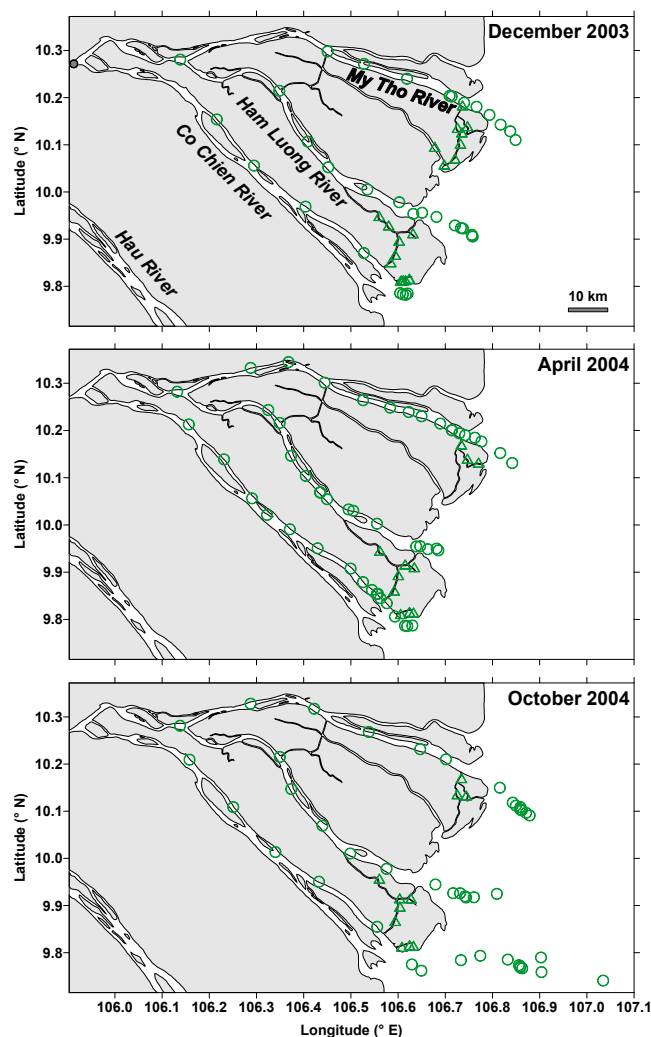 December 2003
10.3
10.2
10.1
10.0
9.9
9.8
Latitude (° N)
My Tho River
Ham Luong River
Co Chien River
Hau River
10 km
April 2004
10.3
10.2
10.1
10.0
9.9
9.8
Latitude (° N)
October 2004
10.3
10.2
10.1
10.0
9.9
9.8
Latitude (° N)
106.0 106.1 106.2 106.3 106.4 106.5 106.6 106.7 106.8 106.9 107.0 107.1
Longitude (° E)